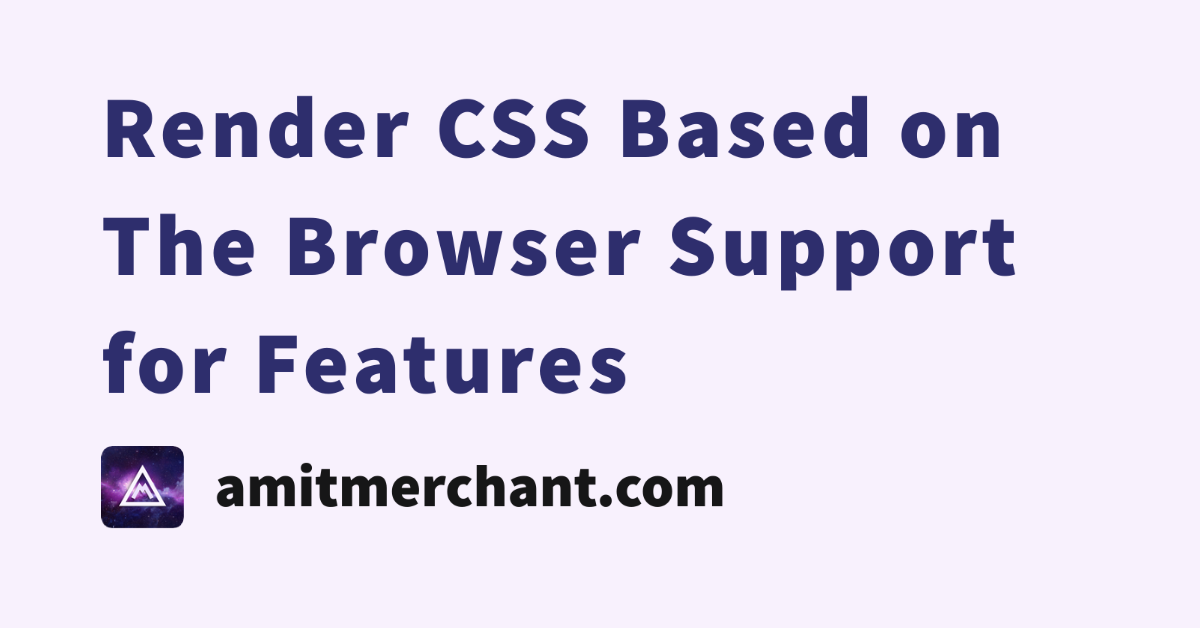 Render CSS Based on
The Browser Support
for Features
amitmerchant.com